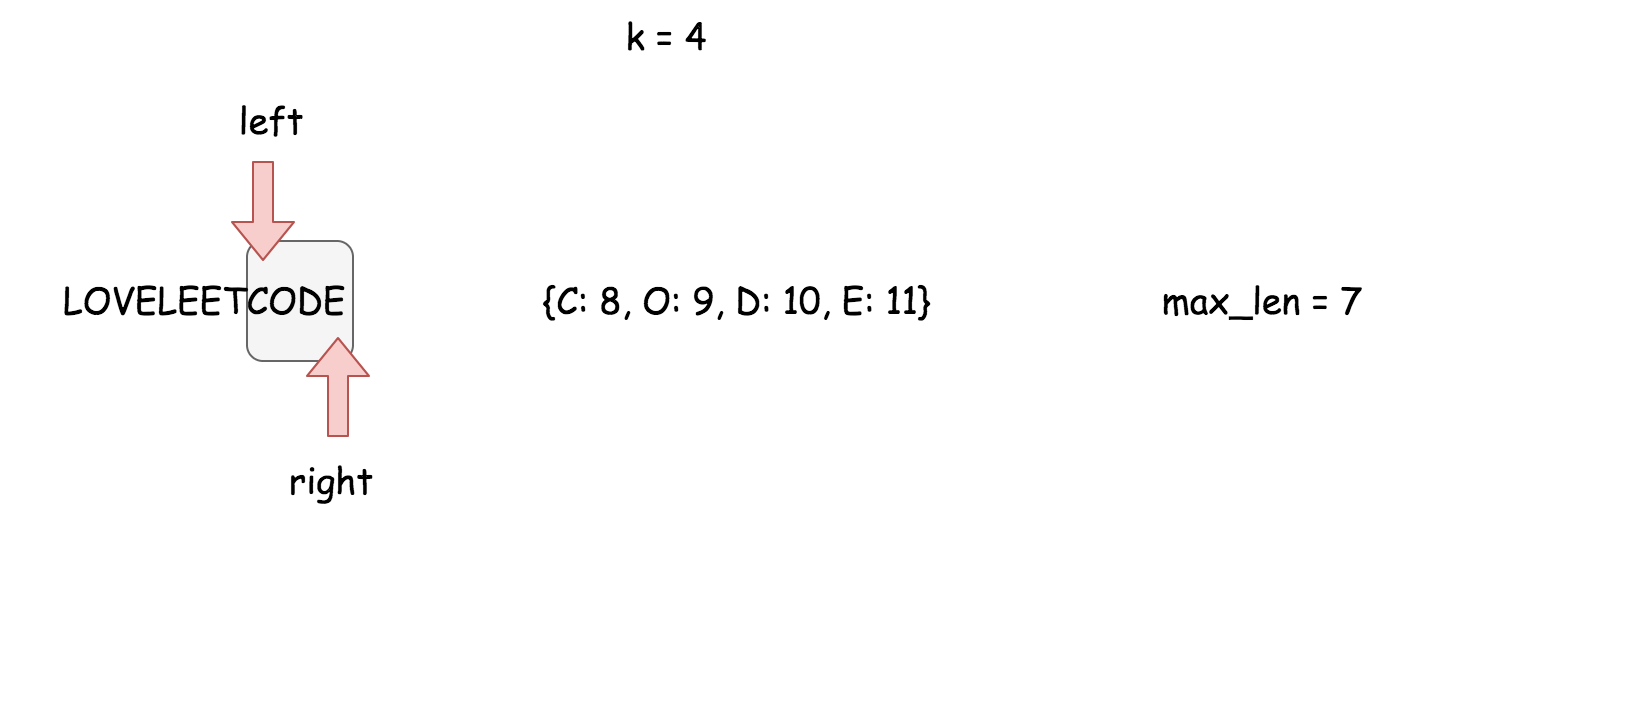 k = 4
left
LOVELEETCODE
{C: 8, O: 9, D: 10, E: 11}
max_len = 7
right